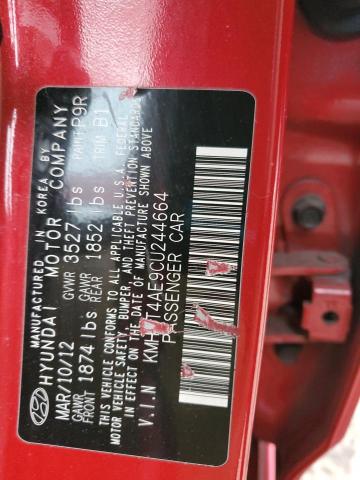 MANUFACTURED IN KOREA BY
HYUNDAI MOTOR COMPANY
MAR/10/12 GVWR 3527 lbs PAINT P9R
GAWR FRONT 1874 lbs GAWR REAR 1852 lbs TRIM B1
THIS VEHICLE CONFORMS TO ALL APPLICABLE U.S.A. FEDERAL
MOTOR VEHICLE SAFETY, BUMPER, AND THEFT PREVENTION STANDARDS
IN EFFECT ON THE DATE OF MANUFACTURE SHOWN ABOVE
V.I.N T4AE9CU244664
PASSENGER CAR